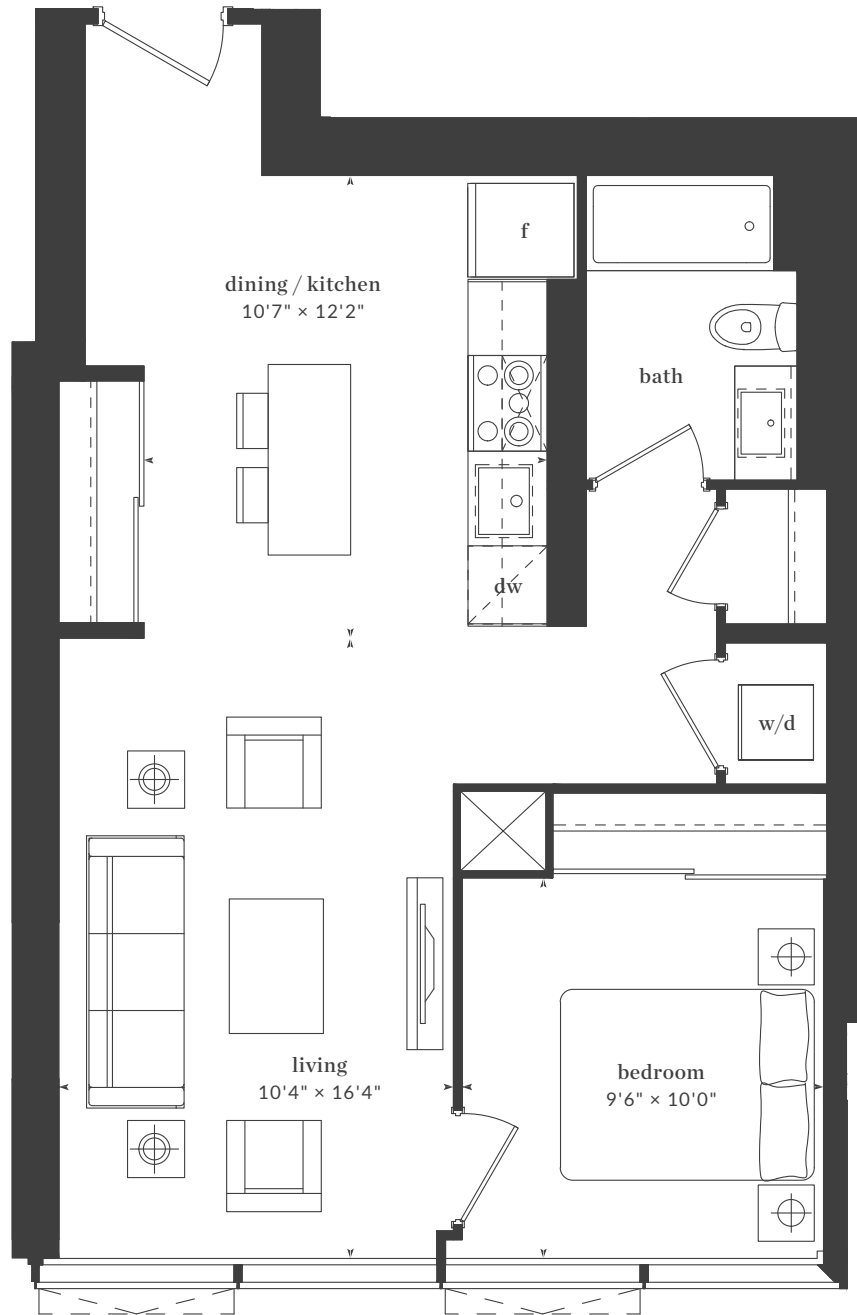 f
dining / kitchen
10'7" × 12'2"
bath
dw
w/d
living
10'4" × 16'4"
bedroom
9'6" × 10'0"